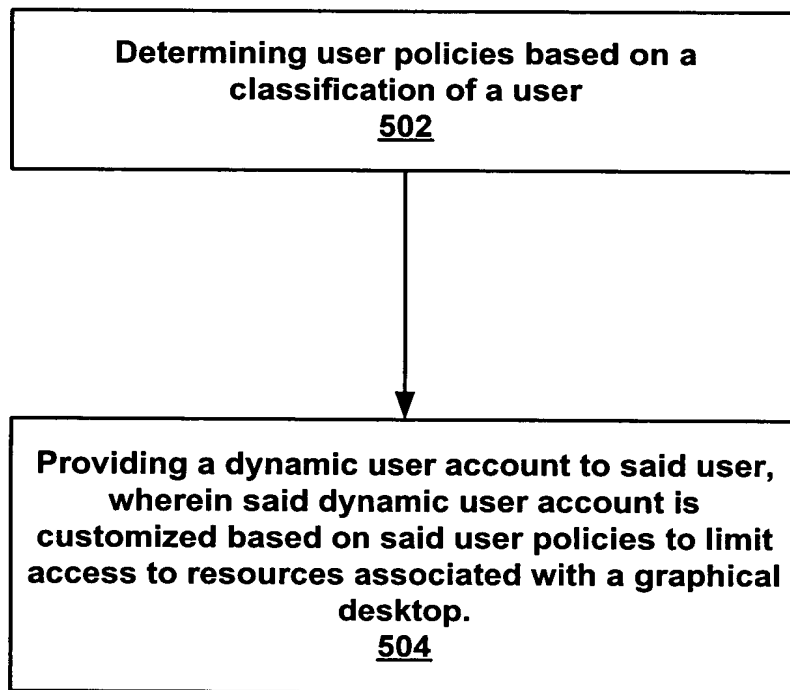 Determining user policies based on a
classification of a user
502
Providing a dynamic user account to said user,
wherein said dynamic user account is
customized based on said user policies to limit
access to resources associated with a graphical
desktop.
504